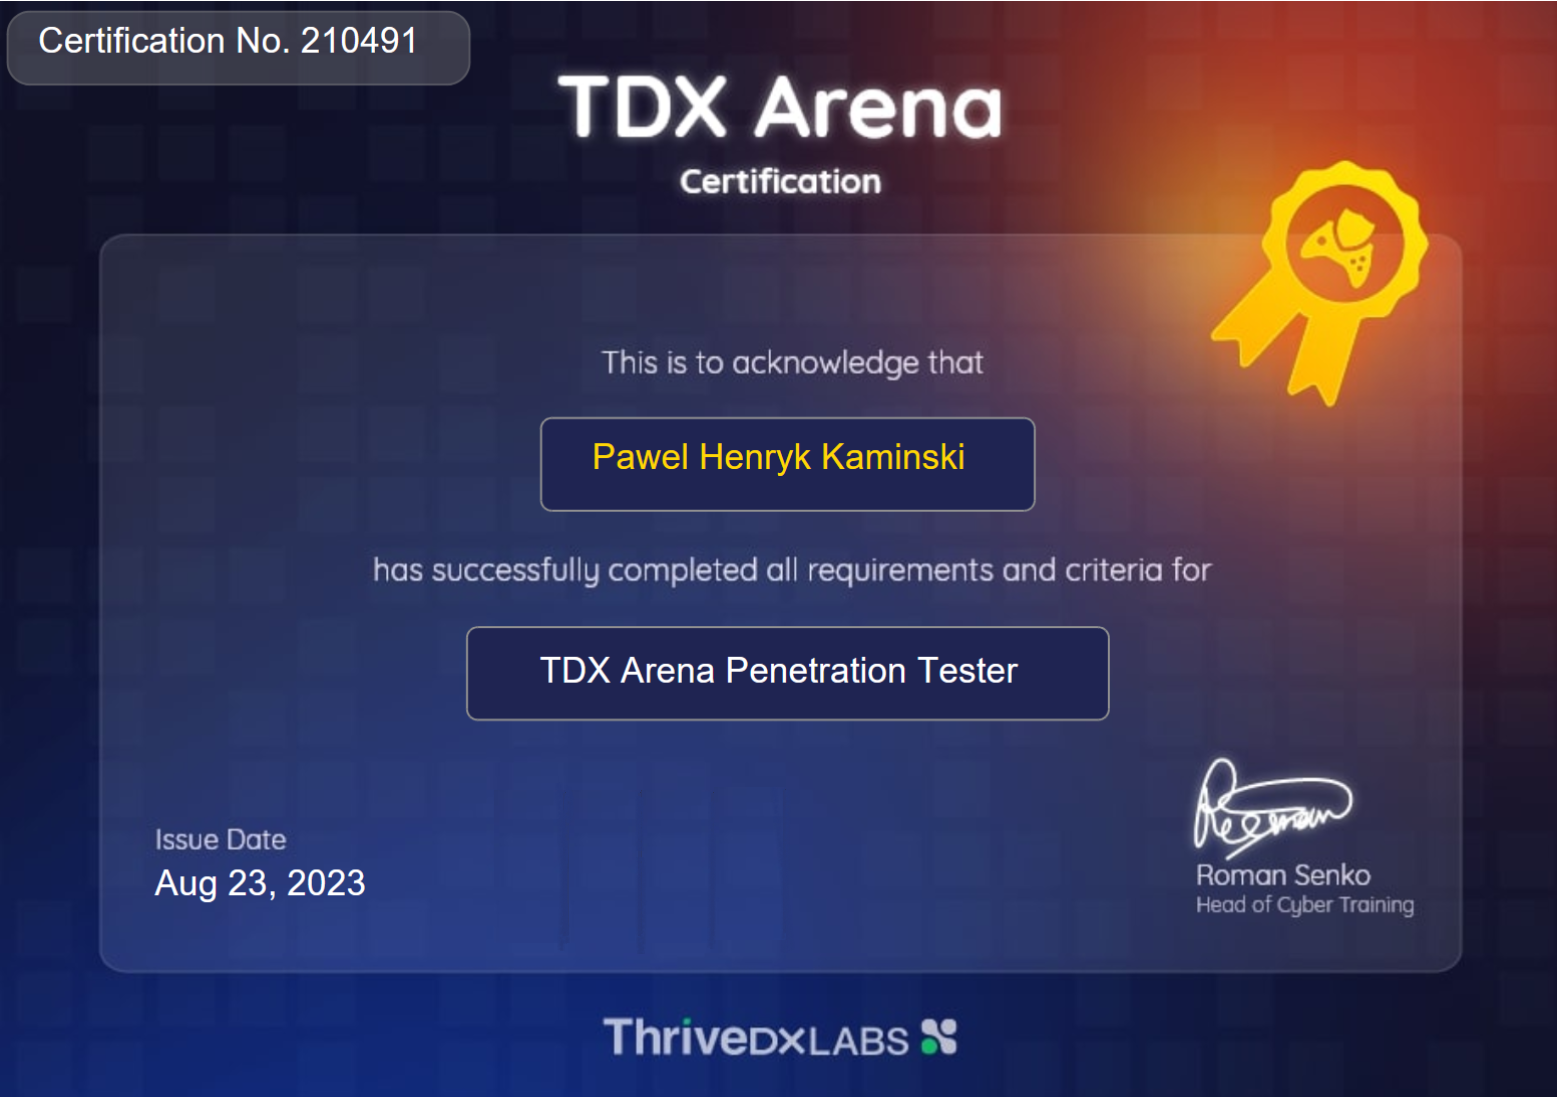 Certification No. 210491
TDX Arena
Certification
This is to acknowledge that
Pawel Henryk Kaminski
has successfully completed all requirements and criteria for
TDX Arena Penetration Tester
Issue Date
Aug 23, 2023
Roman Senko
Head of Cyber Training
ThriveDXLABS